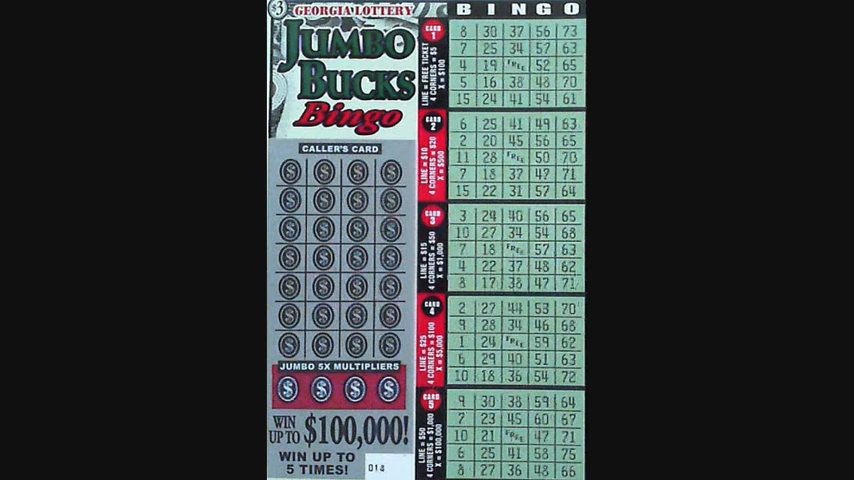 $3 GEORGIA LOTTERY
JUMBO
BUCKS
Bingo
CALLER'S CARD
JUMBO 5X MULTIPLIERS
WIN UP TO $100,000!
WIN UP TO
5 TIMES!
014
BINGO
CARD 1
LINE = FREE TICKET
4 CORNERS = $5
X = $100
8 30 37 56 73
7 25 34 57 63
4 19 FREE 52 65
5 16 38 48 70
15 24 41 54 61
CARD 2
LINE = $10
4 CORNERS = $20
X = $500
6 25 41 49 63
2 20 45 56 65
11 28 FREE 50 70
7 18 37 47 71
15 22 31 57 64
CARD 3
LINE = $15
4 CORNERS = $50
X = $1,000
3 24 40 56 65
10 27 34 54 68
7 18 FREE 57 63
4 22 37 48 62
8 17 38 47 71
CARD 4
LINE = $25
4 CORNERS = $100
X = $5,000
2 27 44 53 70
9 28 34 46 68
1 24 FREE 59 62
6 29 40 51 63
10 18 36 54 72
CARD 5
LINE = $50
4 CORNERS = $1,000
X = $100,000
9 30 38 59 64
7 23 45 60 67
10 21 FREE 47 71
6 25 41 58 75
8 27 36 48 66